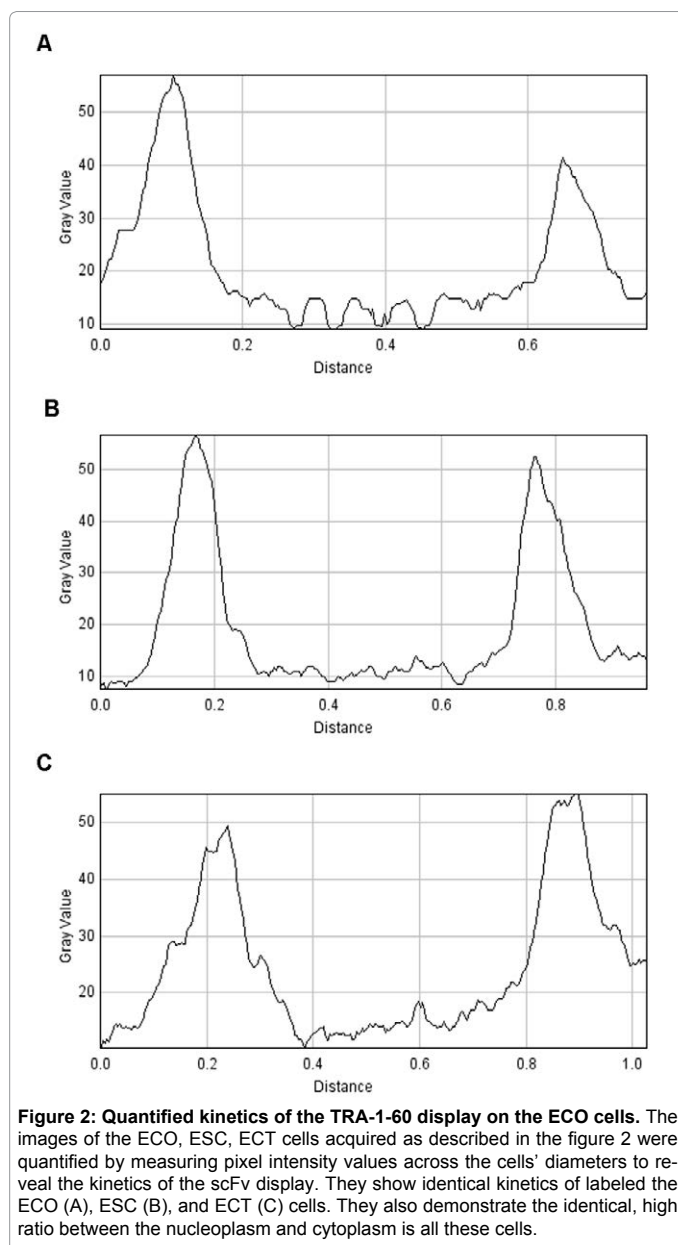 A
50
40
30
20
10
Gray Value
0.0 0.2 0.4 0.6
Distance
B
50
40
30
20
10
Gray Value
0.0 0.2 0.4 0.6 0.8
Distance
C
50
40
30
20
Gray Value
0.0 0.2 0.4 0.6 0.8 1.0
Distance
Figure 2: Quantified kinetics of the TRA-1-60 display on the ECO cells. The
images of the ECO, ESC, ECT cells acquired as described in the figure 2 were
quantified by measuring pixel intensity values across the cells' diameters to re-
veal the kinetics of the scFv display. They show identical kinetics of labeled the
ECO (A), ESC (B), and ECT (C) cells. They also demonstrate the identical, high
ratio between the nucleoplasm and cytoplasm is all these cells.